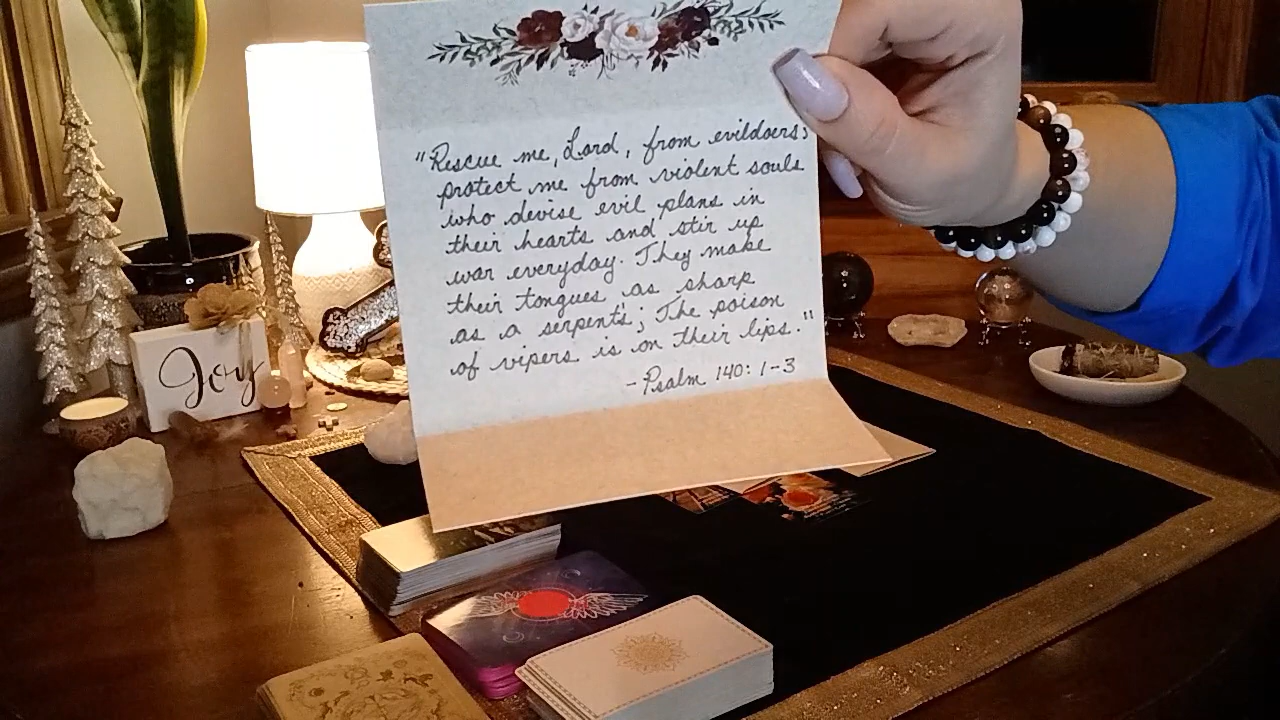 "Rescue me, Lord, from evildoers;
protect me from violent souls
who devise evil plans in
their hearts and stir up
war everyday. They make
their tongues as sharp
as a serpents'; The poison
of vipers is on their lips."
- Psalm 140: 1-3
Joy